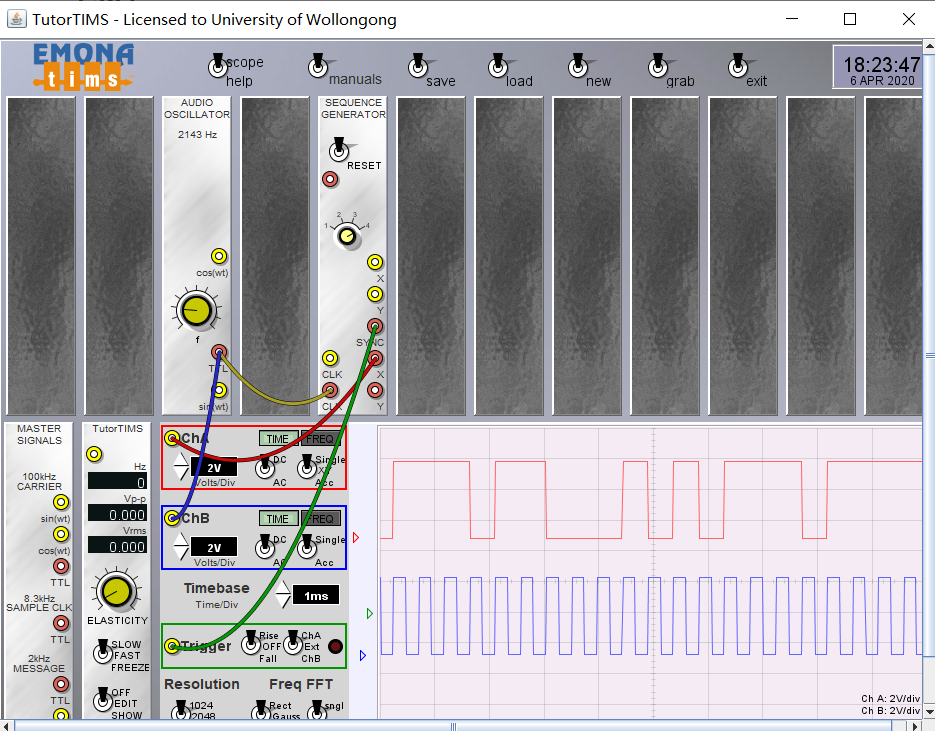 TutorTIMS - Licensed to University of Wollongong
EMONA
tims
scope
help
manuals
save
load
new
grab
exit
18:23:47
6 APR 2020
AUDIO
OSCILLATOR
2143 Hz
cos(wt)
f
TTL
sin(wt)
SEQUENCE
GENERATOR
RESET
1 2 3 4
X
Y
SYNC
CLK
X
CLK
Y
MASTER
SIGNALS
100kHz
CARRIER
sin(wt)
cos(wt)
TTL
8.3kHz
SAMPLE CLK
TTL
2kHz
MESSAGE
TTL
TutorTIMS
Hz
0
Vp-p
0.000
Vrms
0.000
ELASTICITY
SLOW
FAST
FREEZE
OFF
EDIT
SHOW
ChA
TIME
FREQ
2V
Volts/Div
DC
AC
Single
XY
Acc
ChB
TIME
FREQ
2V
Volts/Div
DC
AC
Single
Acc
Timebase
Time/Div
1ms
Trigger
Rise
OFF
Fall
ChA
Ext
ChB
Resolution
1024
2048
Freq FFT
Rect
Gauss
sngl
Ch A: 2V/div
Ch B: 2V/div